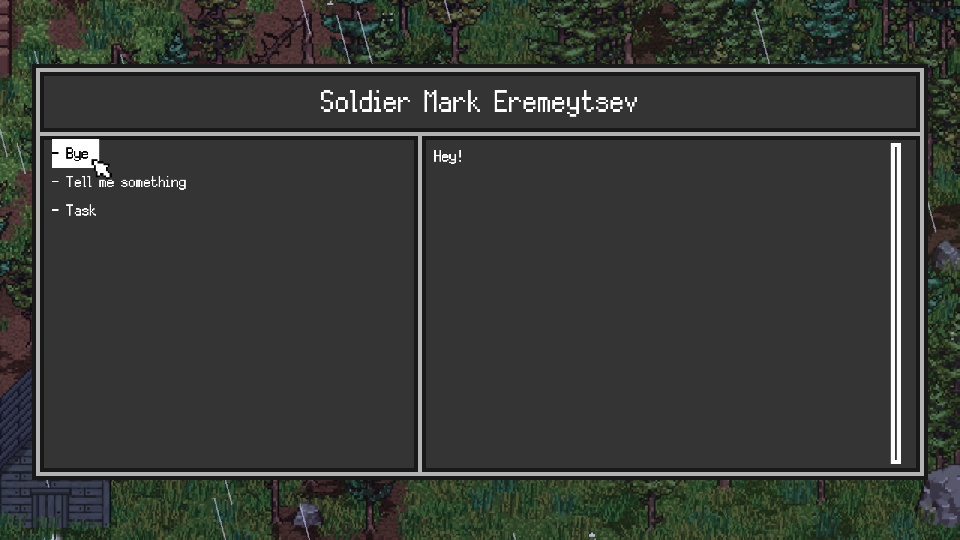 Soldier Mark Eremeytsev
- Bye
- Tell me something
- Task
Hey!